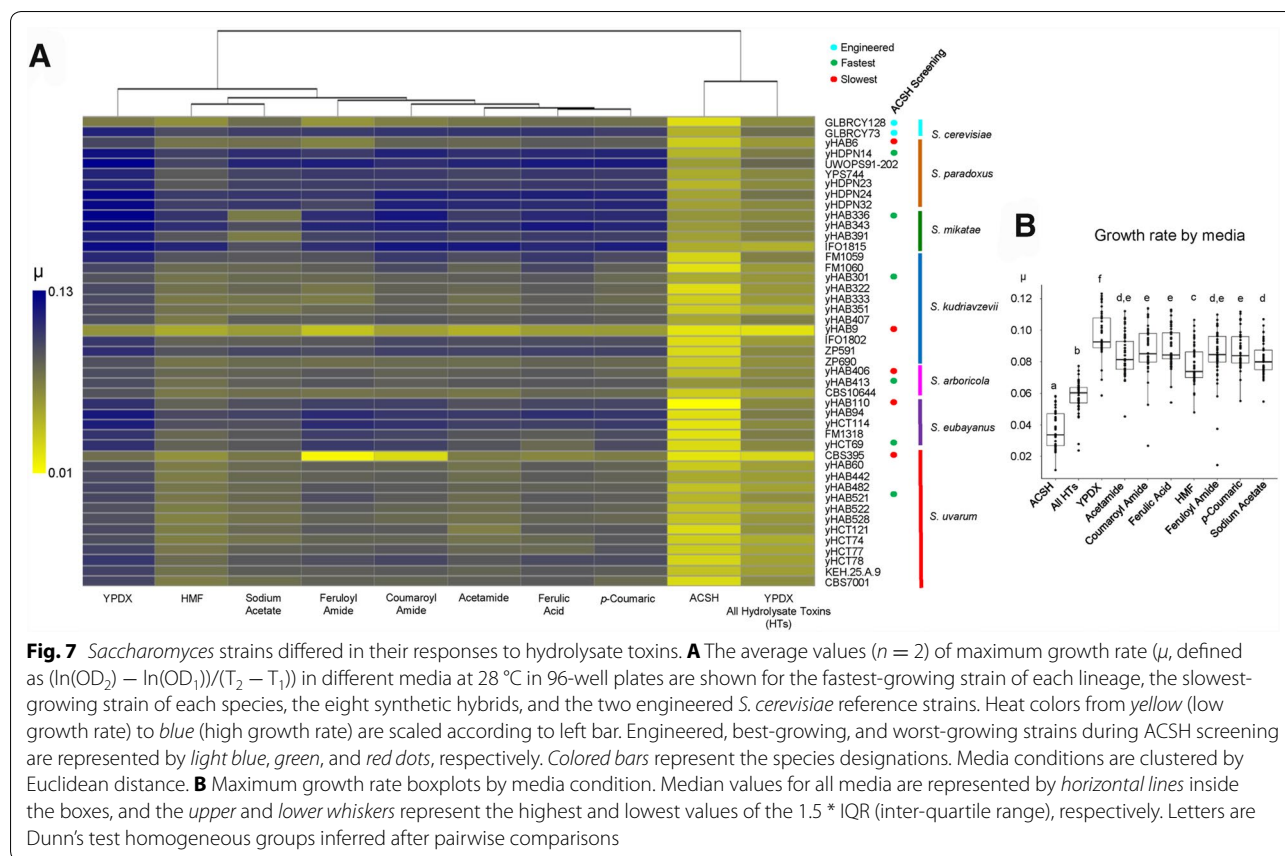 A
Engineered
Fastest
Slowest
ACSH Screening
GLBRCY128
GLBRCY73
yHAB6
yHDPN14
UWOPS91-202
YPS744
yHDPN23
yHDPN24
yHDPN32
yHAB336
yHAB343
yHAB391
IFO1815
FM1059
FM1060
yHAB301
yHAB322
yHAB333
yHAB351
yHAB407
yHAB9
IFO1802
ZP591
ZP690
yHAB406
yHAB413
CBS10644
yHAB110
yHAB94
yHCT114
FM1318
yHCT69
CBS395
yHAB60
yHAB442
yHAB482
yHAB521
yHAB522
yHAB528
yHCT121
yHCT74
yHCT77
yHCT78
KEH.25.A.9
CBS7001
S. cerevisiae
S. paradoxus
S. mikatae
S. kudriavzevii
S. arboricola
S. eubayanus
S. uvarum
μ
0.13
0.01
YPDX
HMF
Sodium
Acetate
Feruloyl
Amide
Coumaroyl
Amide
Acetamide
Ferulic
Acid
p-Coumaric
ACSH
YPDX
All Hydrolysate Toxins
(HTs)
B
Growth rate by media
μ
0.12
0.10
0.08
0.06
0.04
0.02
a
b
f
d,e
e
e
c
d,e
e
d
ACSH
All HTs
YPDX
Acetamide
Coumaroyl Amide
Ferulic Acid
HMF
Feruloyl Amide
p-Coumaric
Sodium Acetate
Fig. 7 Saccharomyces strains differed in their responses to hydrolysate toxins. A The average values (n = 2) of maximum growth rate (μ, defined
as (ln(OD₂) − ln(OD₁))/(T₂ − T₁)) in different media at 28 °C in 96-well plates are shown for the fastest-growing strain of each lineage, the slowest-
growing strain of each species, the eight synthetic hybrids, and the two engineered S. cerevisiae reference strains. Heat colors from yellow (low
growth rate) to blue (high growth rate) are scaled according to left bar. Engineered, best-growing, and worst-growing strains during ACSH screening
are represented by light blue, green, and red dots, respectively. Colored bars represent the species designations. Media conditions are clustered by
Euclidean distance. B Maximum growth rate boxplots by media condition. Median values for all media are represented by horizontal lines inside
the boxes, and the upper and lower whiskers represent the highest and lowest values of the 1.5 * IQR (inter-quartile range), respectively. Letters are
Dunn's test homogeneous groups inferred after pairwise comparisons